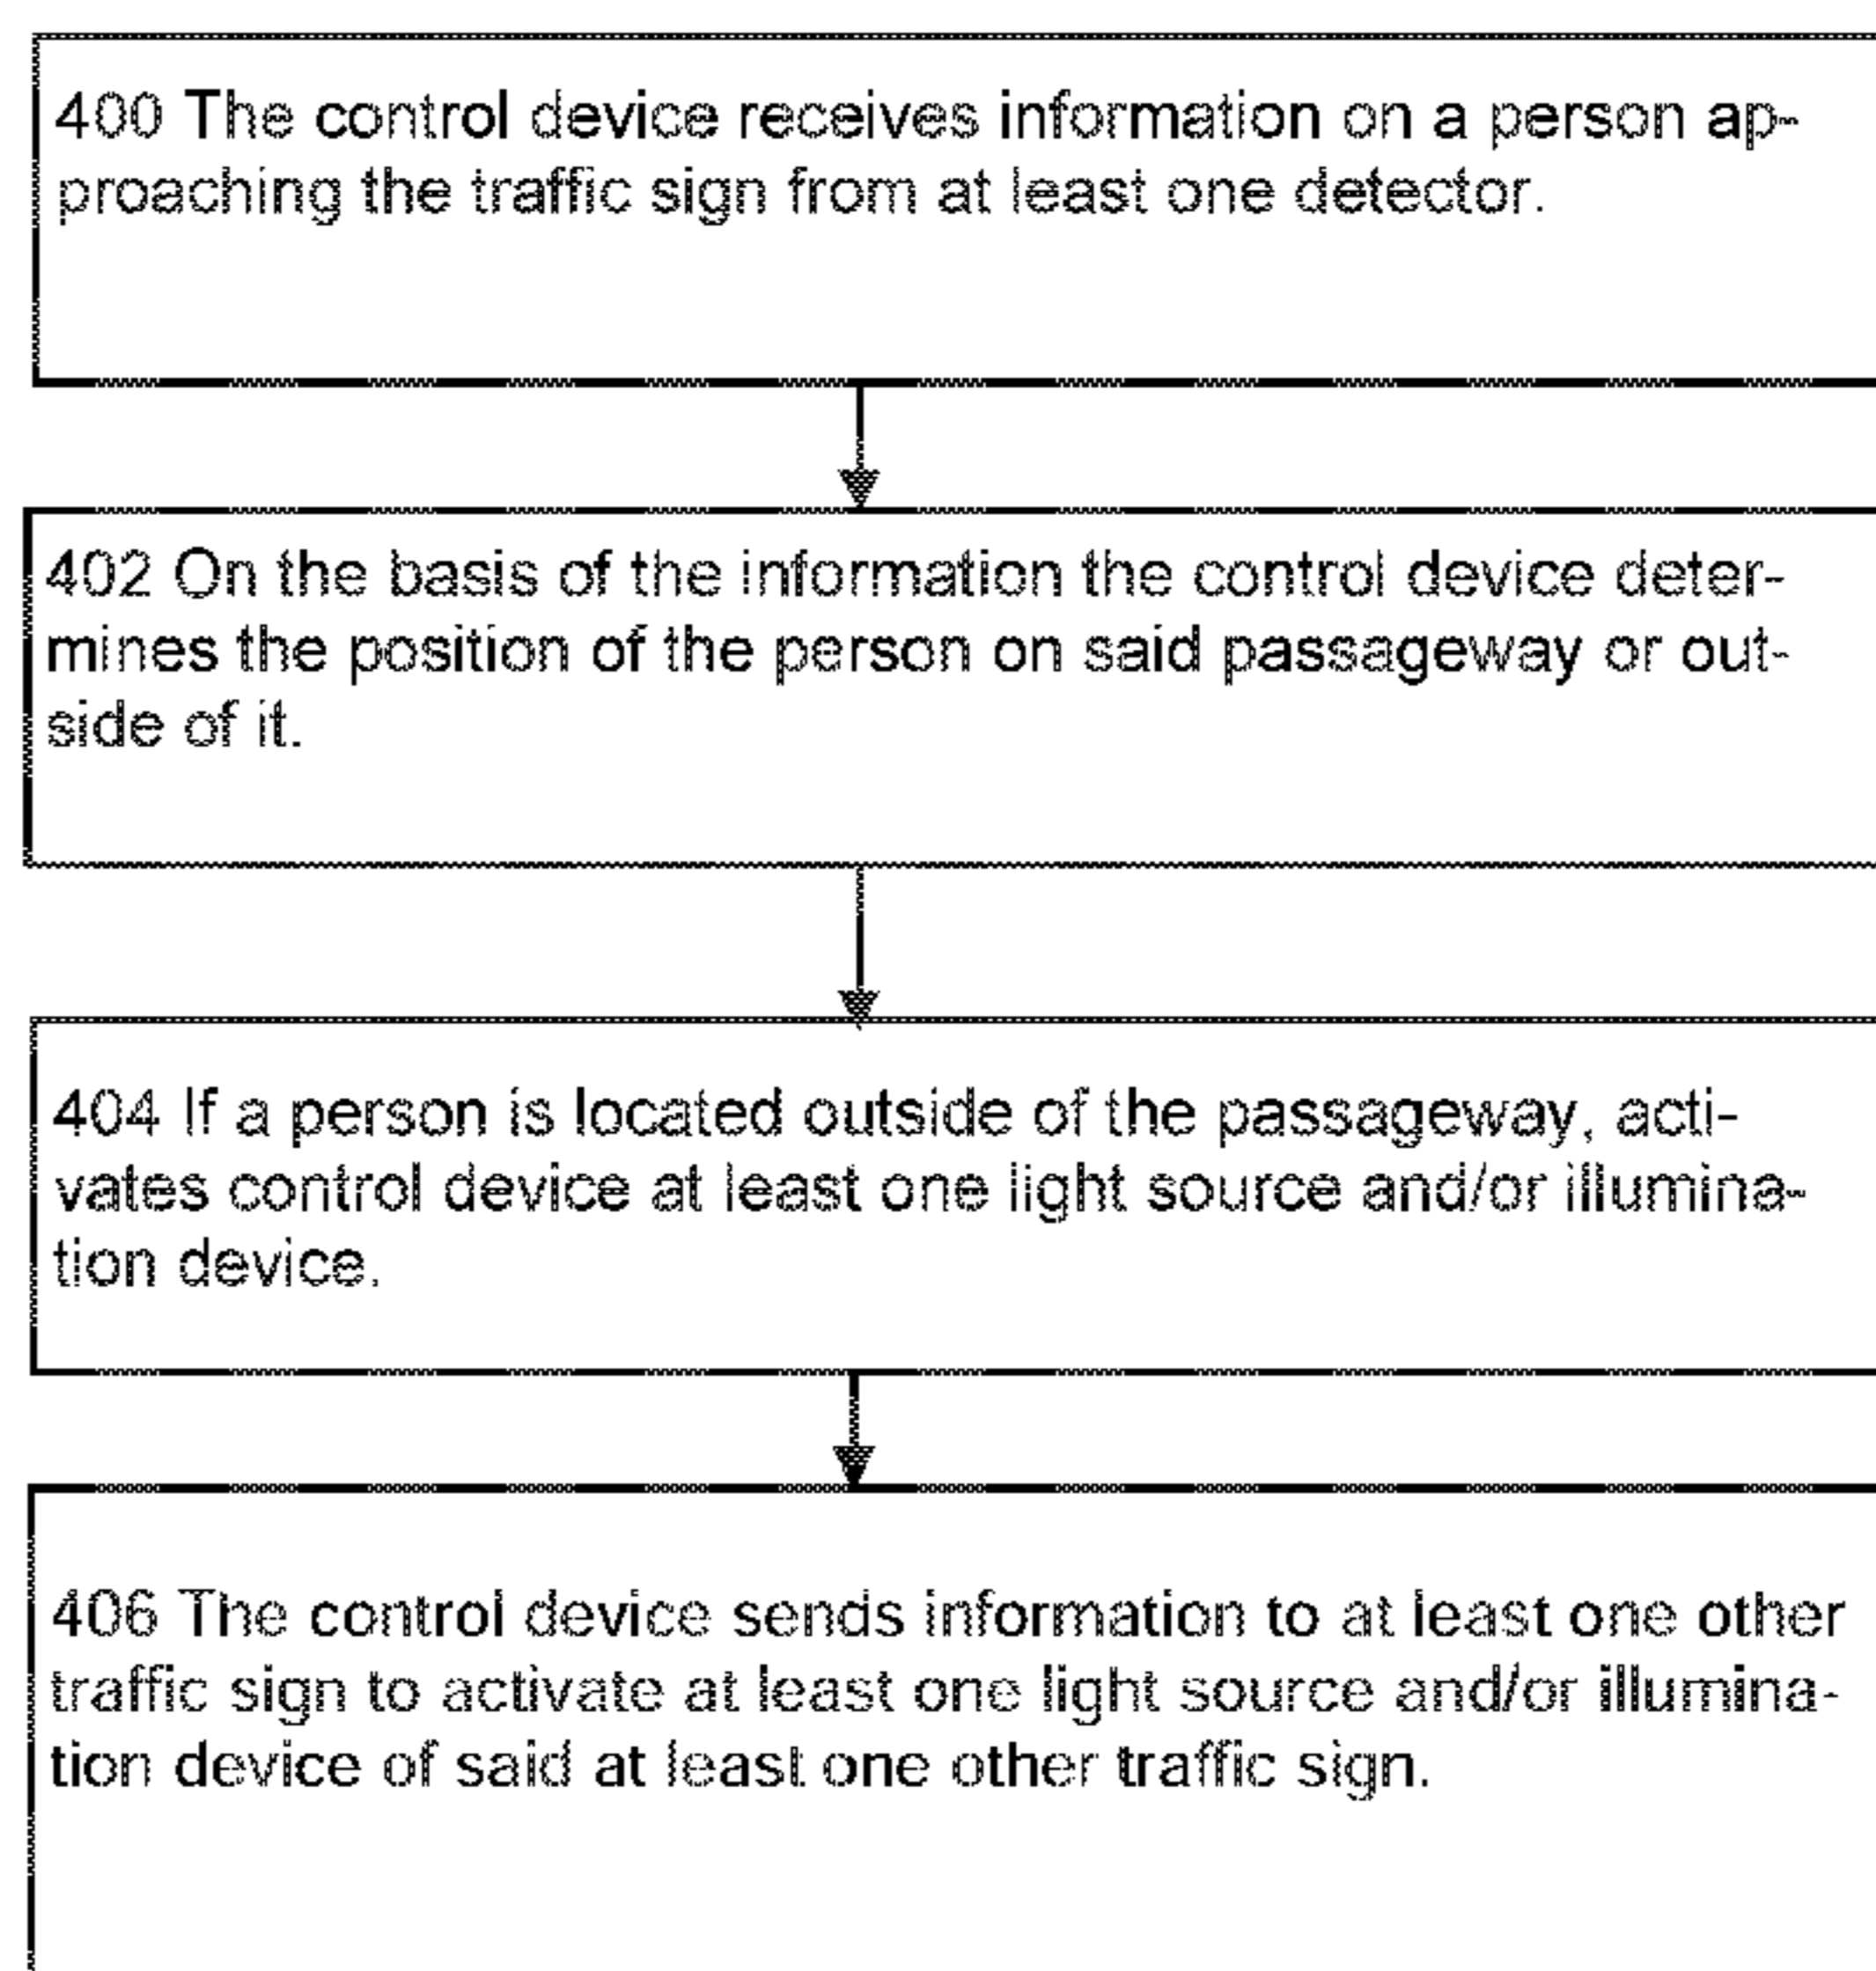 400 The control device receives information on a person ap-
proaching the traffic sign from at least one detector.
402 On the basis of the information the control device deter-
mines the position of the person on said passageway or out-
side of it.
404 If a person is located outside of the passageway, acti-
vates control device at least one light source and/or illumina-
tion device.
406 The control device sends information to at least one other
traffic sign to activate at least one light source and/or illumina-
tion device of said at least one other traffic sign.